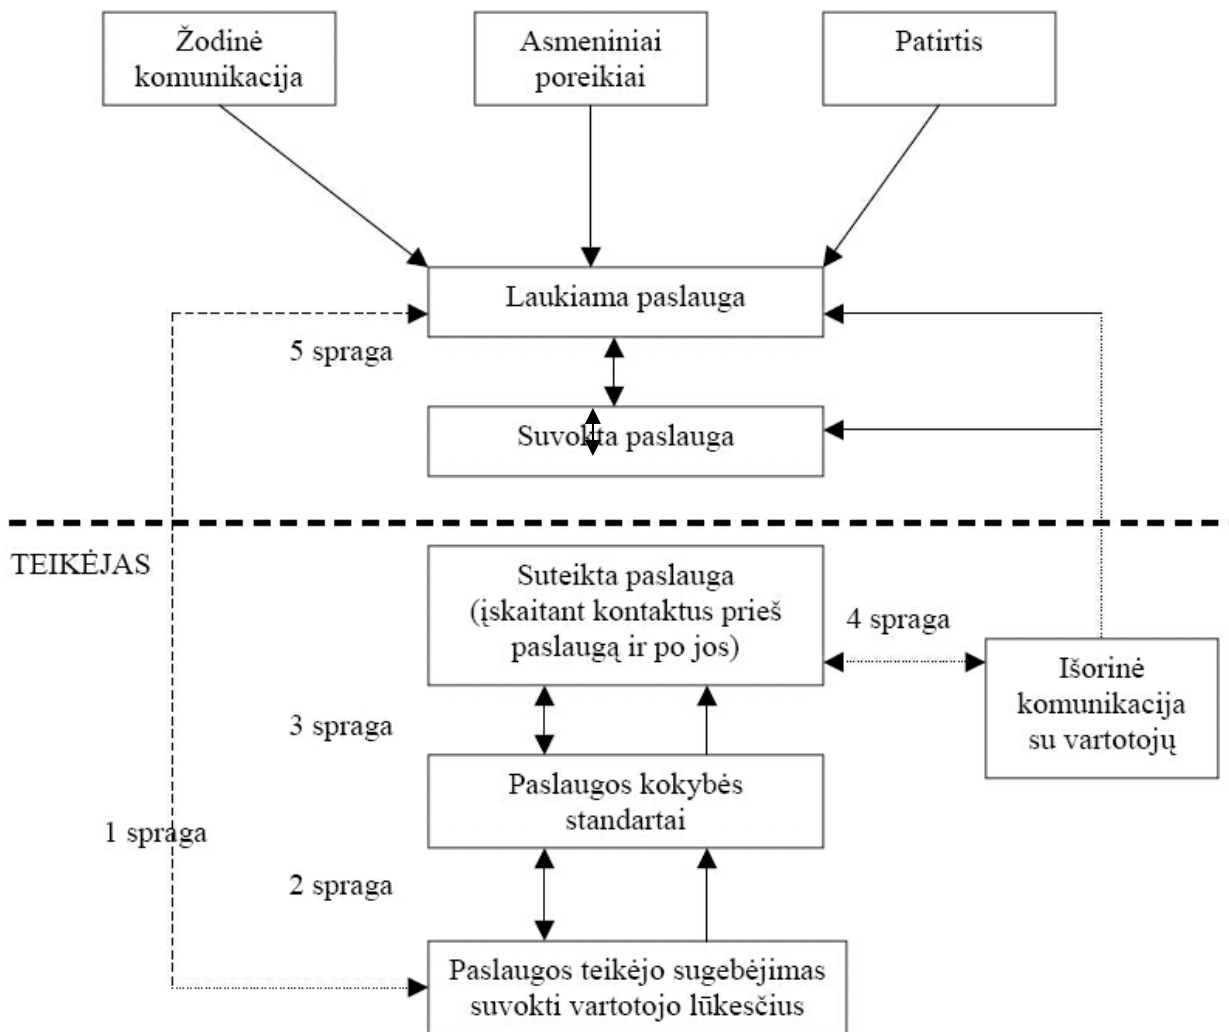 Žodinė
komunikacija
Asmeniniai
poreikiai
Patirtis
Laukiama paslauga
5 spraga
Suvokta paslauga
TEIKĖJAS
Suteikta paslauga
(įskaitant kontaktus prieš
paslaugą ir po jos)
4 spraga
Išorinė
komunikacija
su vartotojų
3 spraga
Paslaugos kokybės
standartai
1 spraga
2 spraga
Paslaugos teikėjo sugebėjimas
suvokti vartotojo lūkesčius